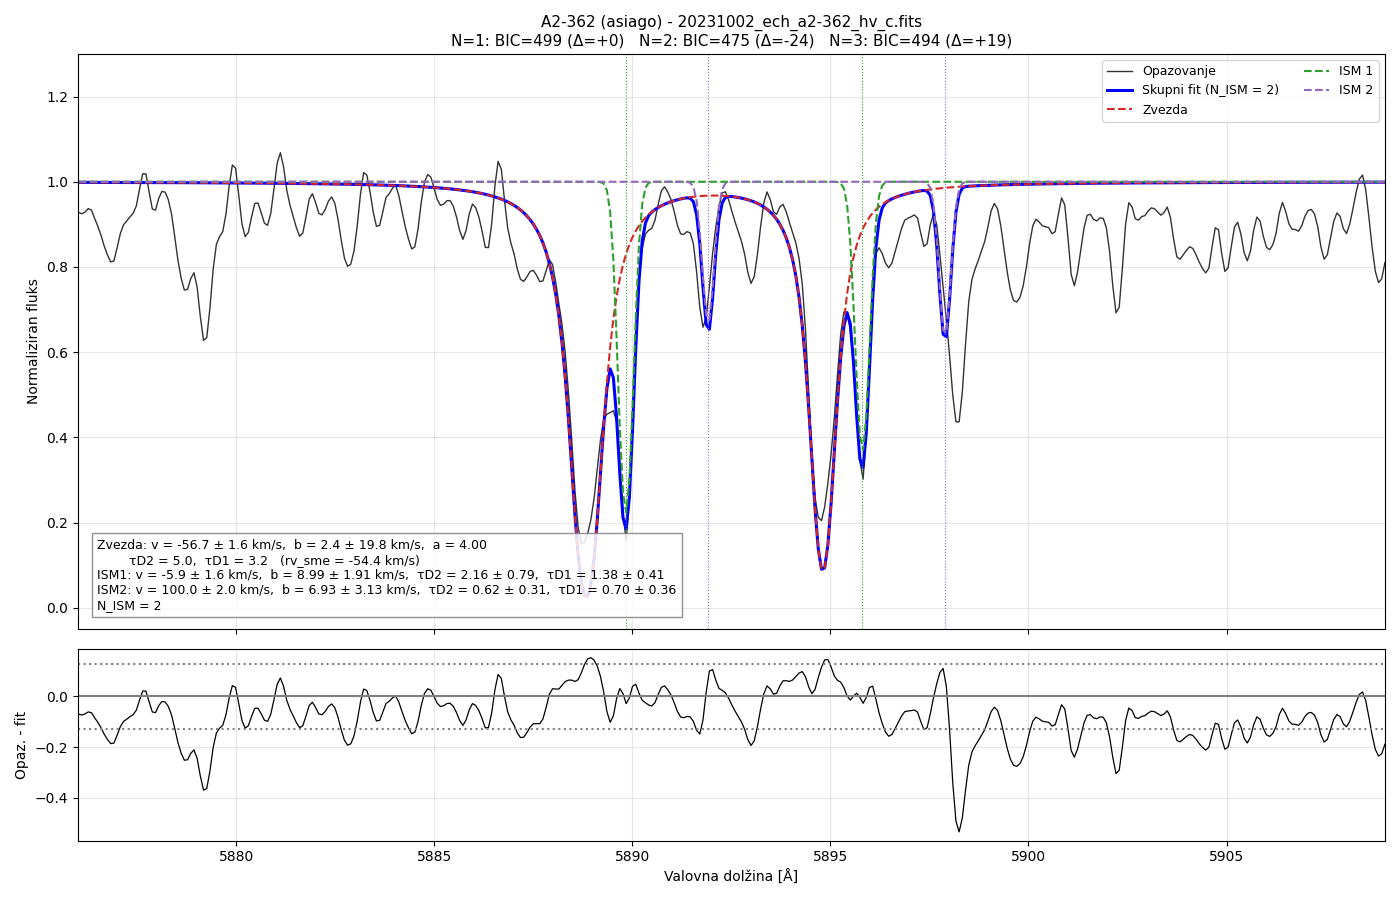 A2-362 (asiago) - 20231002_ech_a2-362_hv_c.fits
N=1: BIC=499 (Δ=+0)   N=2: BIC=475 (Δ=-24)   N=3: BIC=494 (Δ=+19)
Opazovanje
Skupni fit (N_ISM = 2)
Zvezda
ISM 1
ISM 2
Normaliziran fluks
1.2
1.0
0.8
0.6
0.4
0.2
0.0
Zvezda: v = -56.7 ± 1.6 km/s,  b = 2.4 ± 19.8 km/s,  a = 4.00
τD2 = 5.0,  τD1 = 3.2   (rv_sme = -54.4 km/s)
ISM1: v = -5.9 ± 1.6 km/s,  b = 8.99 ± 1.91 km/s,  τD2 = 2.16 ± 0.79,  τD1 = 1.38 ± 0.41
ISM2: v = 100.0 ± 2.0 km/s,  b = 6.93 ± 3.13 km/s,  τD2 = 0.62 ± 0.31,  τD1 = 0.70 ± 0.36
N_ISM = 2
Opaz. - fit
0.0
−0.2
−0.4
5880
5885
5890
5895
5900
5905
Valovna dolžina [Å]